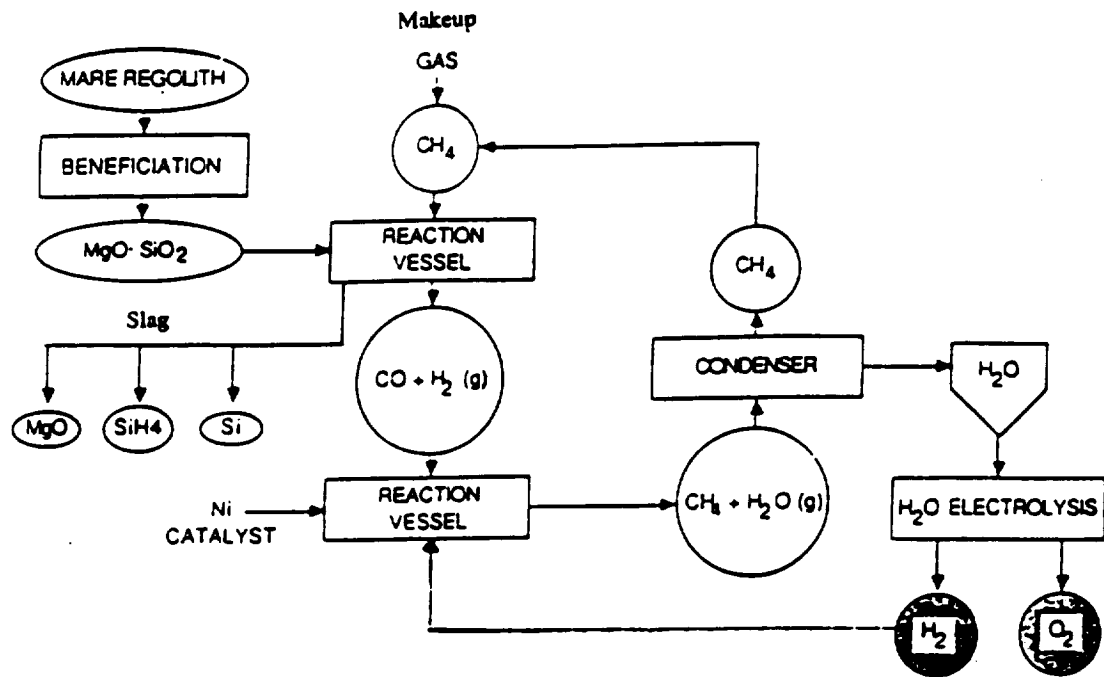 Makeup
GAS
MARE REGOLITH
CH₄
BENEFICIATION
MgO· SiO₂
REACTION
VESSEL
CH₄
Slag
CO + H₂ (g)
CONDENSER
H₂O
MgO
SiH4
Si
Ni
CATALYST
REACTION
VESSEL
CH₄ + H₂O (g)
H₂O ELECTROLYSIS
H₂
O₂